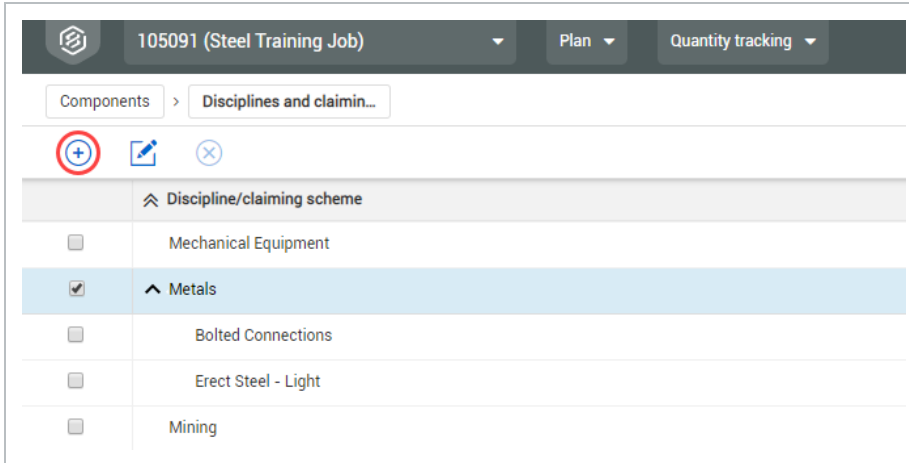 105091 (Steel Training Job) Plan Quantity tracking
Components > Disciplines and claimin...
Discipline/claiming scheme
Mechanical Equipment
Metals
Bolted Connections
Erect Steel - Light
Mining